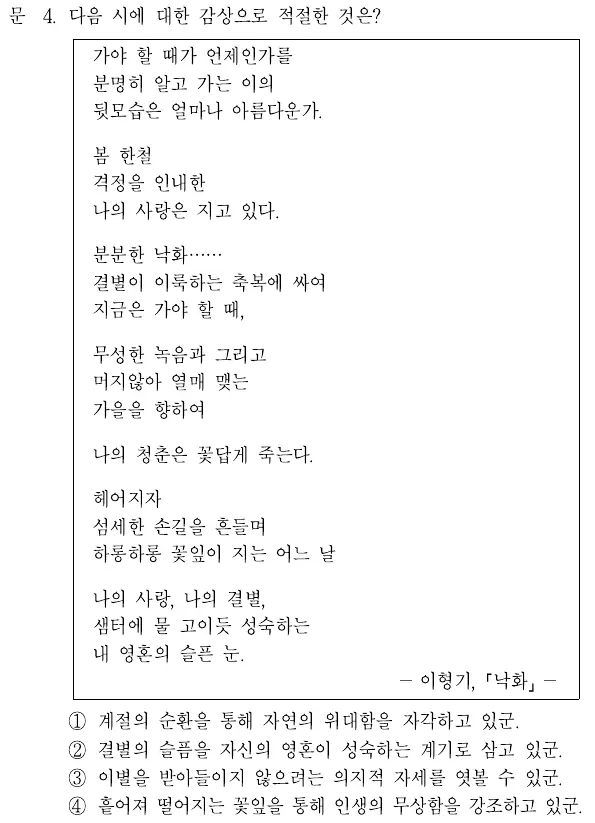 문 4. 다음 시에 대한 감상으로 적절한 것은?
가야 할 때가 언제인가를
분명히 알고 가는 이의
뒷모습은 얼마나 아름다운가.
봄 한철
격정을 인내한
나의 사랑은 지고 있다.
분분한 낙화……
결별이 이룩하는 축복에 싸여
지금은 가야 할 때,
무성한 녹음과 그리고
머지않아 열매 맺는
가을을 향하여
나의 청춘은 꽃답게 죽는다.
헤어지자
섬세한 손길을 흔들며
하롱하롱 꽃잎이 지는 어느 날
나의 사랑, 나의 결별,
샘터에 물 고이듯 성숙하는
내 영혼의 슬픈 눈.
- 이형기, 「낙화」 -
① 계절의 순환을 통해 자연의 위대함을 자각하고 있군.
② 결별의 슬픔을 자신의 영혼이 성숙하는 계기로 삼고 있군.
③ 이별을 받아들이지 않으려는 의지적 자세를 엿볼 수 있군.
④ 흩어져 떨어지는 꽃잎을 통해 인생의 무상함을 강조하고 있군.